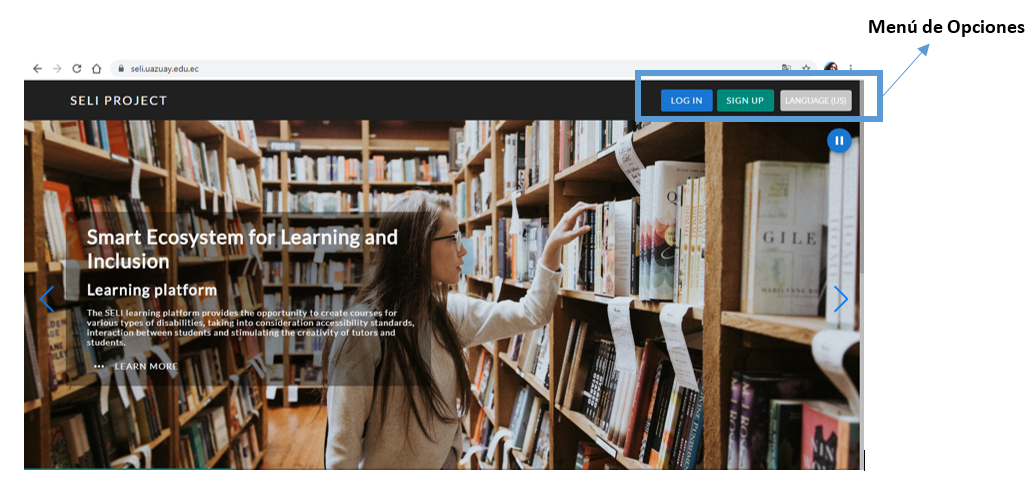 Menú de Opciones
seli.uazuay.edu.ec
SELI PROJECT
LOG IN
SIGN UP
LANGUAGE (US)
Smart Ecosystem for Learning and
Inclusion
Learning platform
The SELI learning platform provides the opportunity to create courses for
various types of disabilities, taking into consideration accessibility standards,
interaction between students and stimulating the creativity of tutors and
students.
••• LEARN MORE
GILE